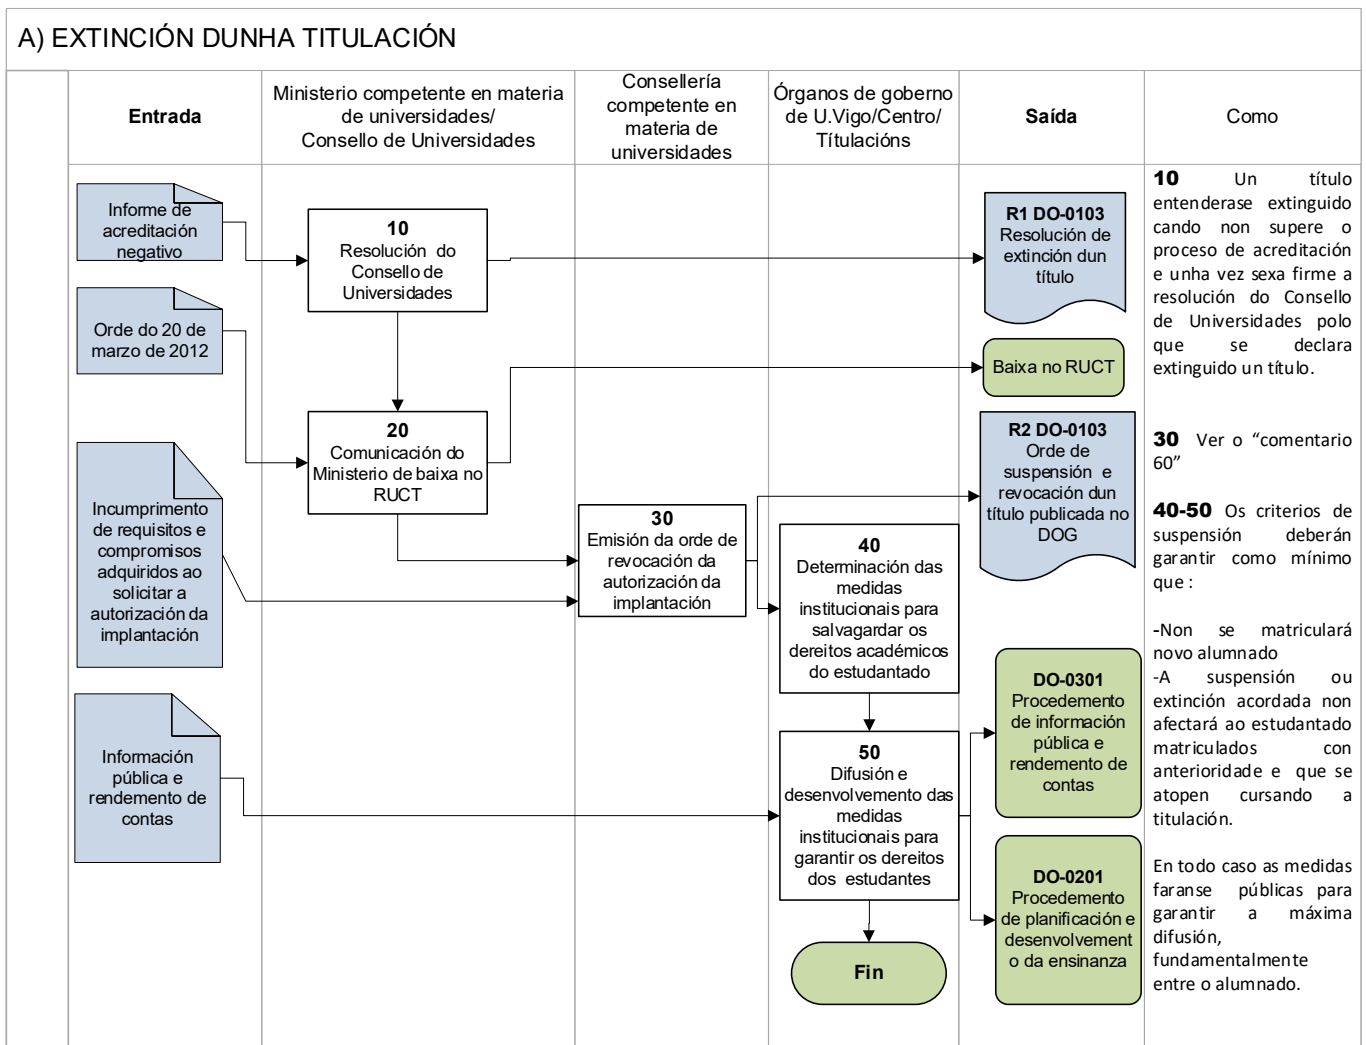 A) EXTINCIÓN DUNHA TITULACIÓN
Entrada
Ministerio competente en materia
de universidades/
Consello de Universidades
Consellería
competente en
materia de
universidades
Órganos de goberno
de U.Vigo/Centro/
Títulacións
Saída
Como
Informe de
acreditación
negativo
Orde do 20 de
marzo de 2012
Incumprimento
de requisitos e
compromisos
adquiridos ao
solicitar a
autorización da
implantación
Información
pública e
rendemento de
contas
10
Resolución do
Consello de
Universidades
20
Comunicación do
Ministerio de baixa no
RUCT
30
Emisión da orde de
revocación da
autorización da
implantación
40
Determinación das
medidas
institucionais para
salvagardar os
dereitos académicos
do estudantado
50
Difusión e
desenvolvemento das
medidas
institucionais para
garantir os dereitos
dos estudantes
Fin
R1 DO-0103
Resolución de
extinción dun
título
Baixa no RUCT
R2 DO-0103
Orde de
suspensión e
revocación dun
título publicada no
DOG
DO-0301
Procedemento
de información
pública e
rendemento de
contas
DO-0201
Procedemento
de planificación e
desenvolvement
o da ensinanza
10 Un título
entenderase extinguido
cando non supere o
proceso de acreditación
e unha vez sexa firme a
resolución do Consello
de Universidades polo
que se declara
extinguido un título.
30 Ver o “comentario
60”
40-50 Os criterios de
suspensión deberán
garantir como mínimo
que :
-Non se matriculará
novo alumnado
-A suspensión ou
extinción acordada non
afectará ao estudantado
matriculados con
anterioridade e que se
atopen cursando a
titulación.
En todo caso as medidas
faranse públicas para
garantir a máxima
difusión,
fundamentalmente
entre o alumnado.